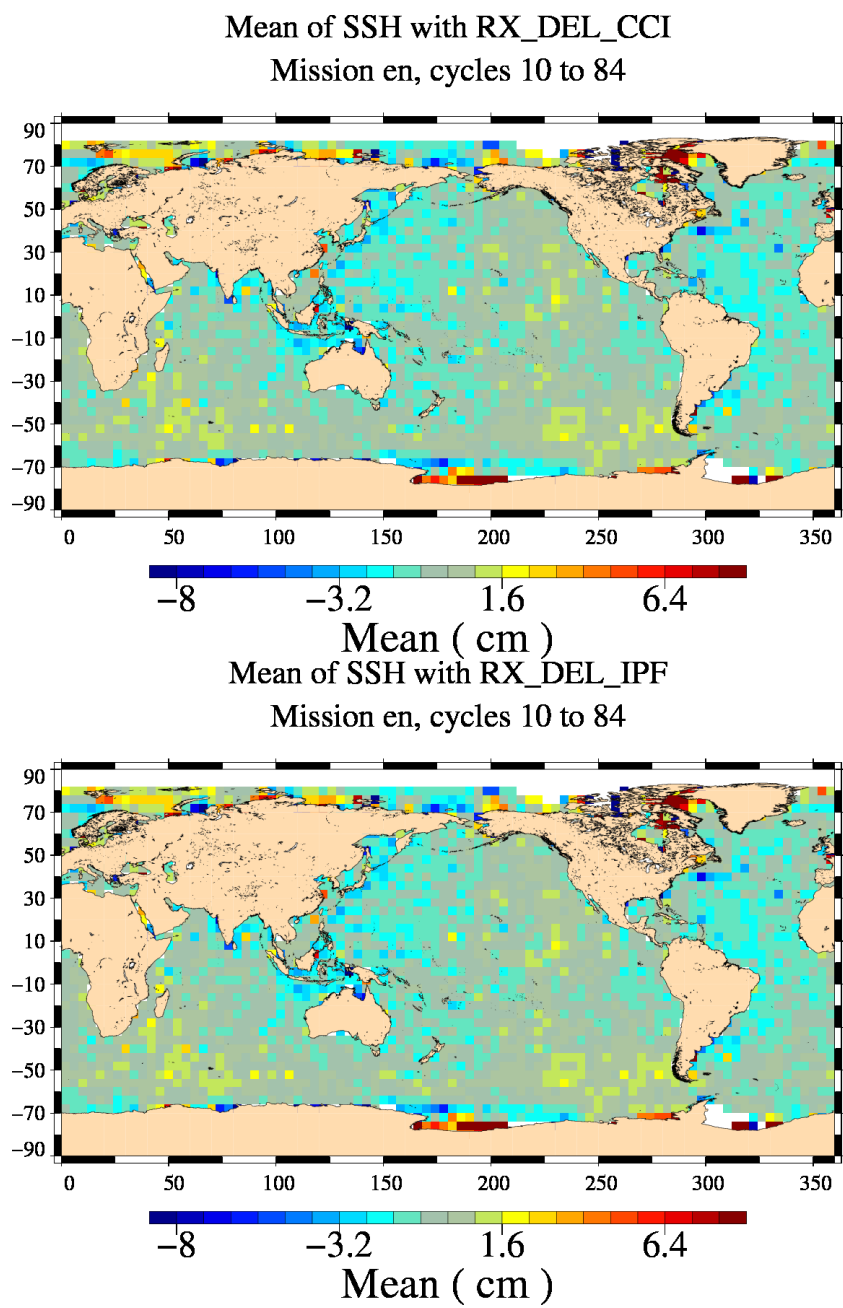 Mean of SSH with RX_DEL_CCI
Mission en, cycles 10 to 84
90
70
50
30
10
−10
−30
−50
−70
−90
0 50 100 150 200 250 300 350
−8 −3.2 1.6 6.4
Mean ( cm )
Mean of SSH with RX_DEL_IPF
Mission en, cycles 10 to 84
90
70
50
30
10
−10
−30
−50
−70
−90
0 50 100 150 200 250 300 350
−8 −3.2 1.6 6.4
Mean ( cm )